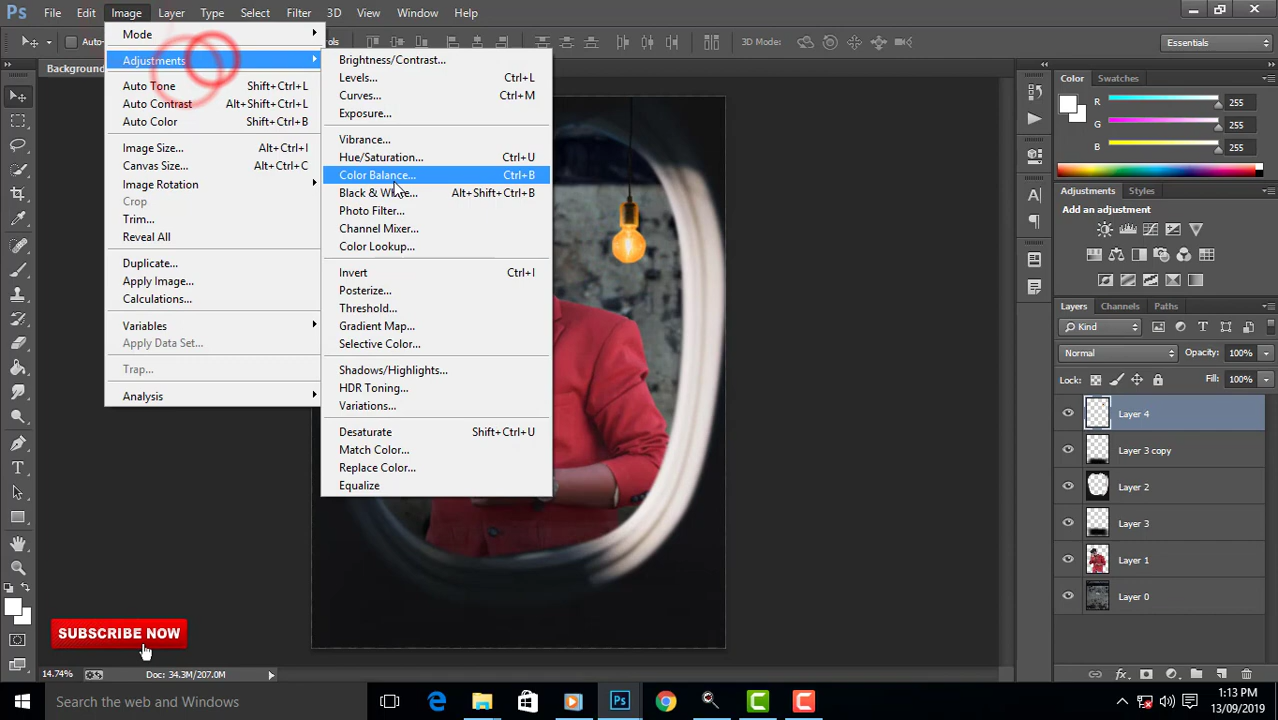 Ps File Edit Image Layer Type Select Filter 3D View Window Help
Auto-
3D Mode:
Essentials
Background
Mode
Adjustments
Auto Tone Shift+Ctrl+L
Auto Contrast Alt+Shift+Ctrl+L
Auto Color Shift+Ctrl+B
Image Size... Alt+Ctrl+I
Canvas Size... Alt+Ctrl+C
Image Rotation
Crop
Trim...
Reveal All
Duplicate...
Apply Image...
Calculations...
Variables
Apply Data Set...
Trap...
Analysis
Brightness/Contrast...
Levels... Ctrl+L
Curves... Ctrl+M
Exposure...
Vibrance...
Hue/Saturation... Ctrl+U
Color Balance... Ctrl+B
Black & White... Alt+Shift+Ctrl+B
Photo Filter...
Channel Mixer...
Color Lookup...
Invert Ctrl+I
Posterize...
Threshold...
Gradient Map...
Selective Color...
Shadows/Highlights...
HDR Toning...
Variations...
Desaturate Shift+Ctrl+U
Match Color...
Replace Color...
Equalize
Color Swatches
R 255
G 255
B 255
Adjustments Styles
Add an adjustment
Layers Channels Paths
Kind
Normal Opacity: 100%
Lock: Fill: 100%
Layer 4
Layer 3 copy
Layer 2
Layer 3
Layer 1
Layer 0
SUBSCRIBE NOW
14.74% Doc: 34.3M/207.0M
Search the web and Windows
1:13 PM
13/09/2019